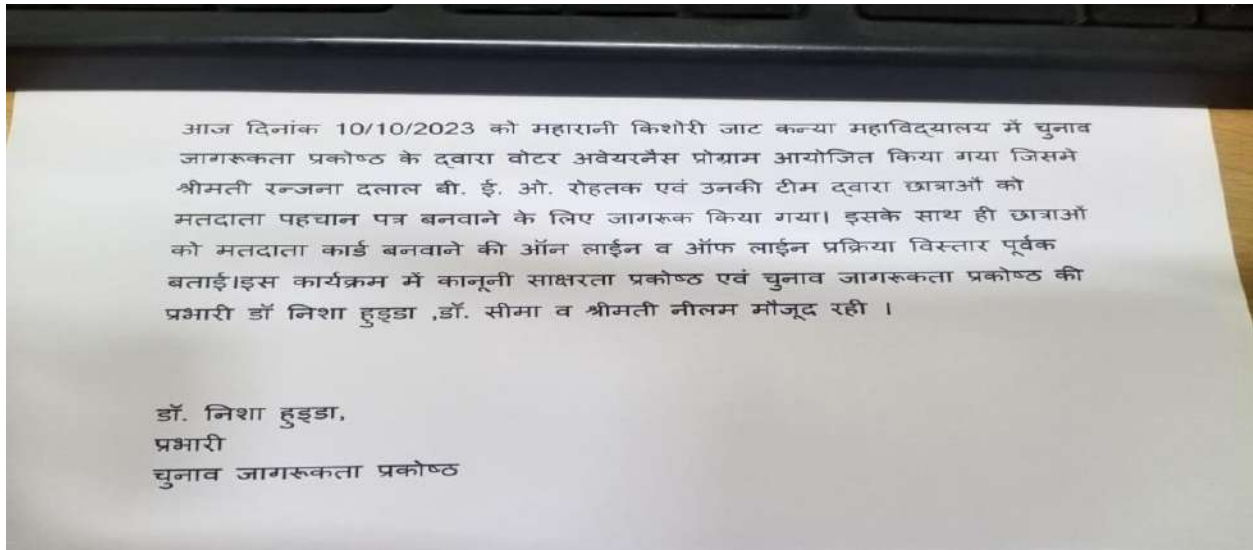 आज दिनांक 10/10/2023 को महारानी किशोरी जाट कन्या महाविद्यालय में चुनाव
जागरूकता प्रकोष्ठ के द्वारा वोटर अवेयरनैस प्रोग्राम आयोजित किया गया जिसमे
श्रीमती रन्जना दलाल बी. ई. ओ. रोहतक एवं उनकी टीम द्वारा छात्राऔ को
मतदाता पहचान पत्र बनवाने के लिए जागरूक किया गया। इसके साथ ही छात्राओं
को मतदाता कार्ड बनवाने की ऑन लाईन व ऑफ लाईन प्रक्रिया विस्तार पूर्वक
बताई।इस कार्यक्रम में कानूनी साक्षरता प्रकोष्ठ एवं चुनाव जागरूकता प्रकोष्ठ की
प्रभारी डॉ निशा हुड्डा ,डॉ. सीमा व श्रीमती नीलम मौजूद रही ।
डॉ. निशा हुड्डा,
प्रभारी
चुनाव जागरूकता प्रकोष्ठ